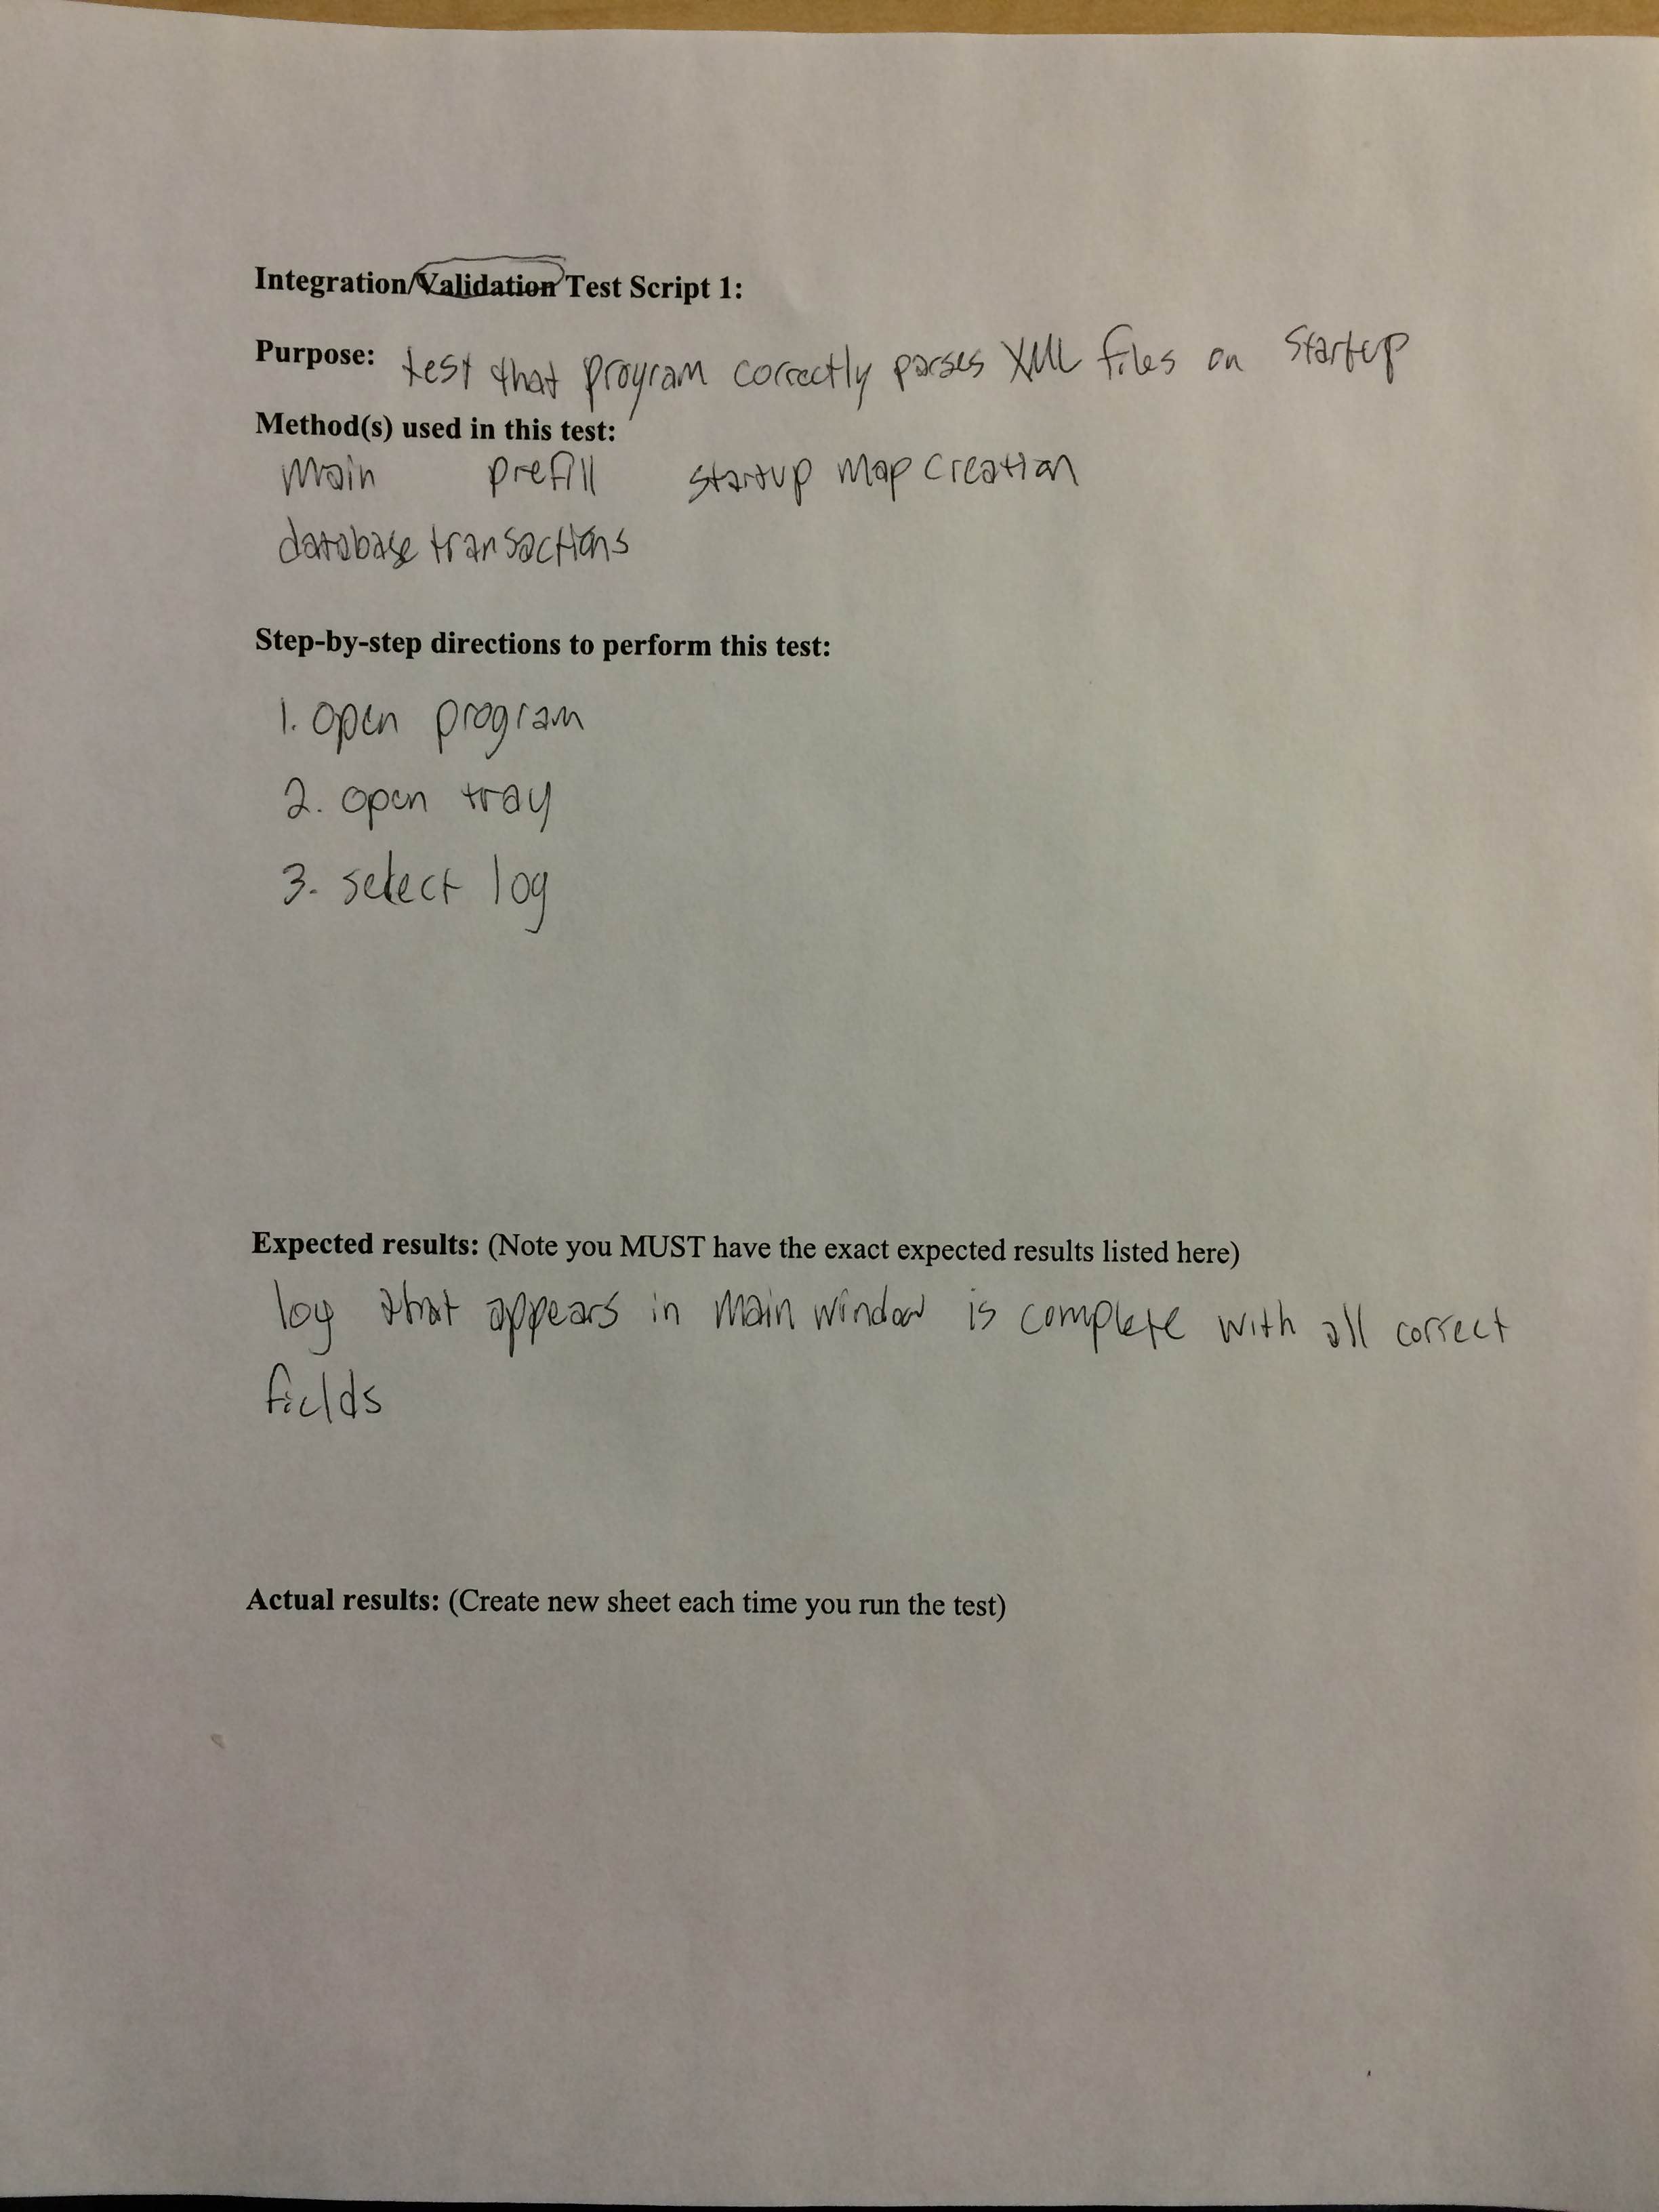 Integration/Validation Test Script 1:
Purpose: test that program correctly parses XML files on startup
Method(s) used in this test:
main prefill startup map creation
database transactions
Step-by-step directions to perform this test:
1. open program
2. open tray
3. select log
Expected results: (Note you MUST have the exact expected results listed here)
log that appears in main window is complete with all correct
fields
Actual results: (Create new sheet each time you run the test)